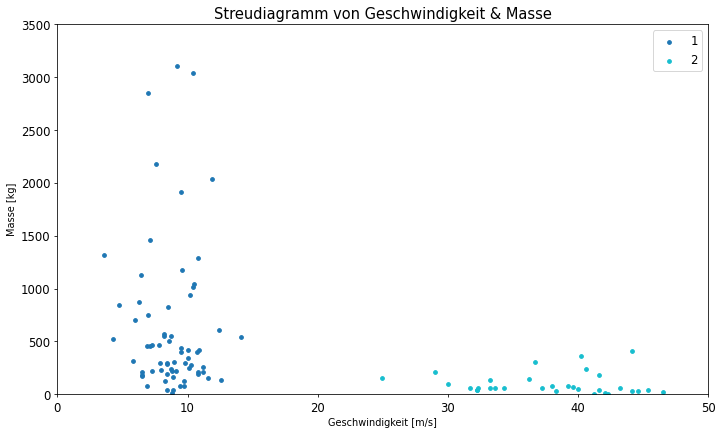 Streudiagramm von Geschwindigkeit & Masse
3500
3000
2500
2000
1500
1000
500
0
Masse [kg]
1
2
0 10 20 30 40 50
Geschwindigkeit [m/s]